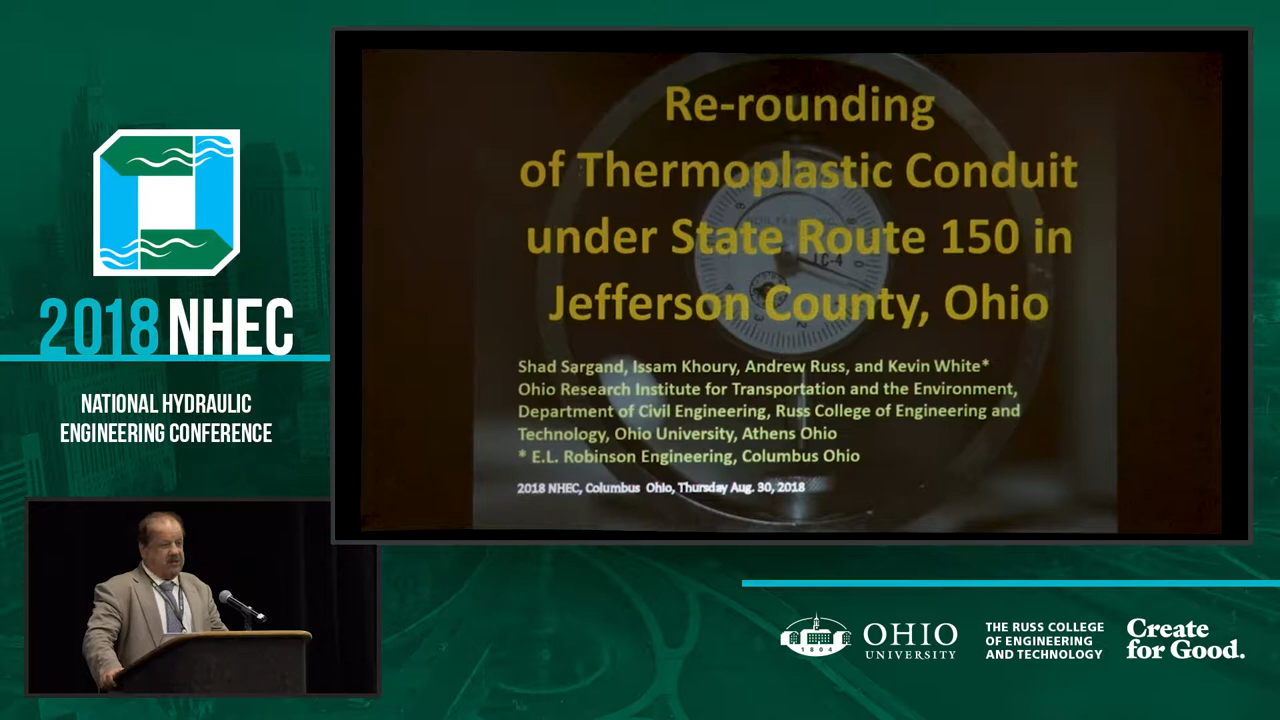 2018 NHEC
NATIONAL HYDRAULIC
ENGINEERING CONFERENCE
Re-rounding
of Thermoplastic Conduit
under State Route 150 in
Jefferson County, Ohio
Shad Sargand, Issam Khoury, Andrew Russ, and Kevin White*
Ohio Research Institute for Transportation and the Environment,
Department of Civil Engineering, Russ College of Engineering and
Technology, Ohio University, Athens Ohio
* E.L. Robinson Engineering, Columbus Ohio
2018 NHEC, Columbus Ohio, Thursday Aug. 30, 2018
LC-4
1804
OHIO
UNIVERSITY
THE RUSS COLLEGE
OF ENGINEERING
AND TECHNOLOGY
Create
for Good.